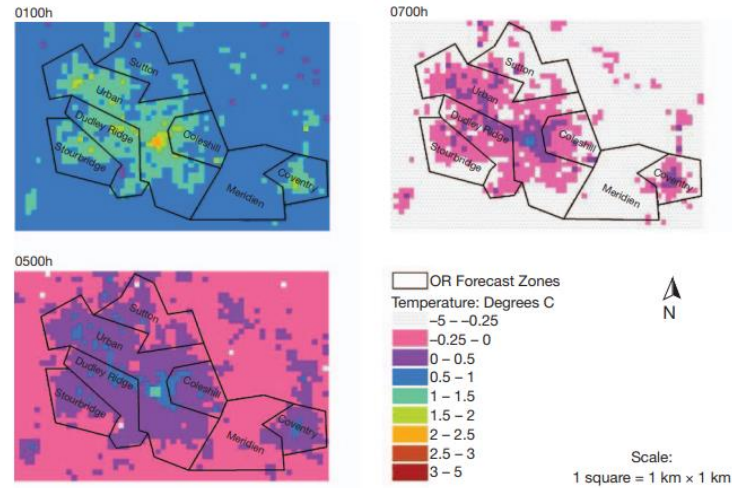 0100h
Sutton
Urban
Dudley Ridge
Coleshill
Stourbridge
Meridien
Coventry
0700h
Sutton
Urban
Dudley Ridge
Coleshill
Stourbridge
Meridien
Coventry
0500h
Sutton
Urban
Dudley Ridge
Coleshill
Stourbridge
Meridien
Coventry
OR Forecast Zones
Temperature: Degrees C
–5 – –0.25
–0.25 – 0
0 – 0.5
0.5 – 1
1 – 1.5
1.5 – 2
2 – 2.5
2.5 – 3
3 – 5
N
Scale:
1 square = 1 km × 1 km